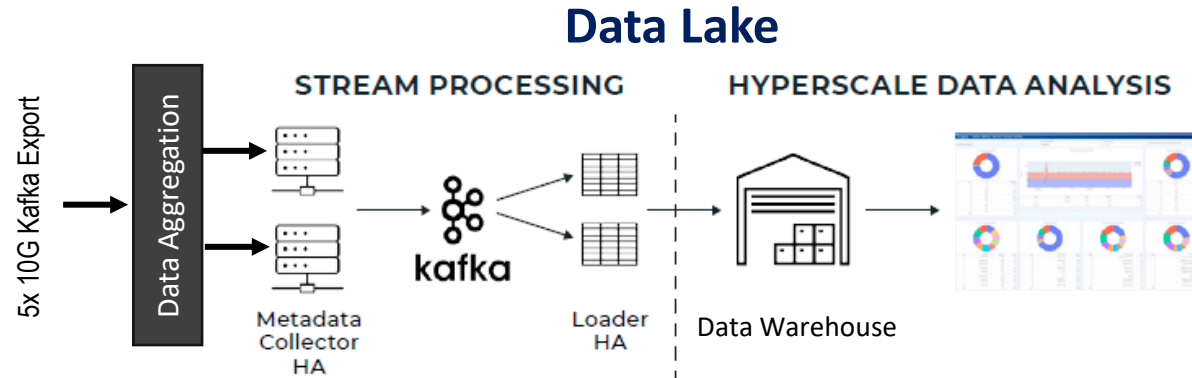 Data Lake
STREAM PROCESSING
HYPERSCALE DATA ANALYSIS
5x 10G Kafka Export
Data Aggregation
kafka
Metadata
Collector
HA
Loader
HA
Data Warehouse